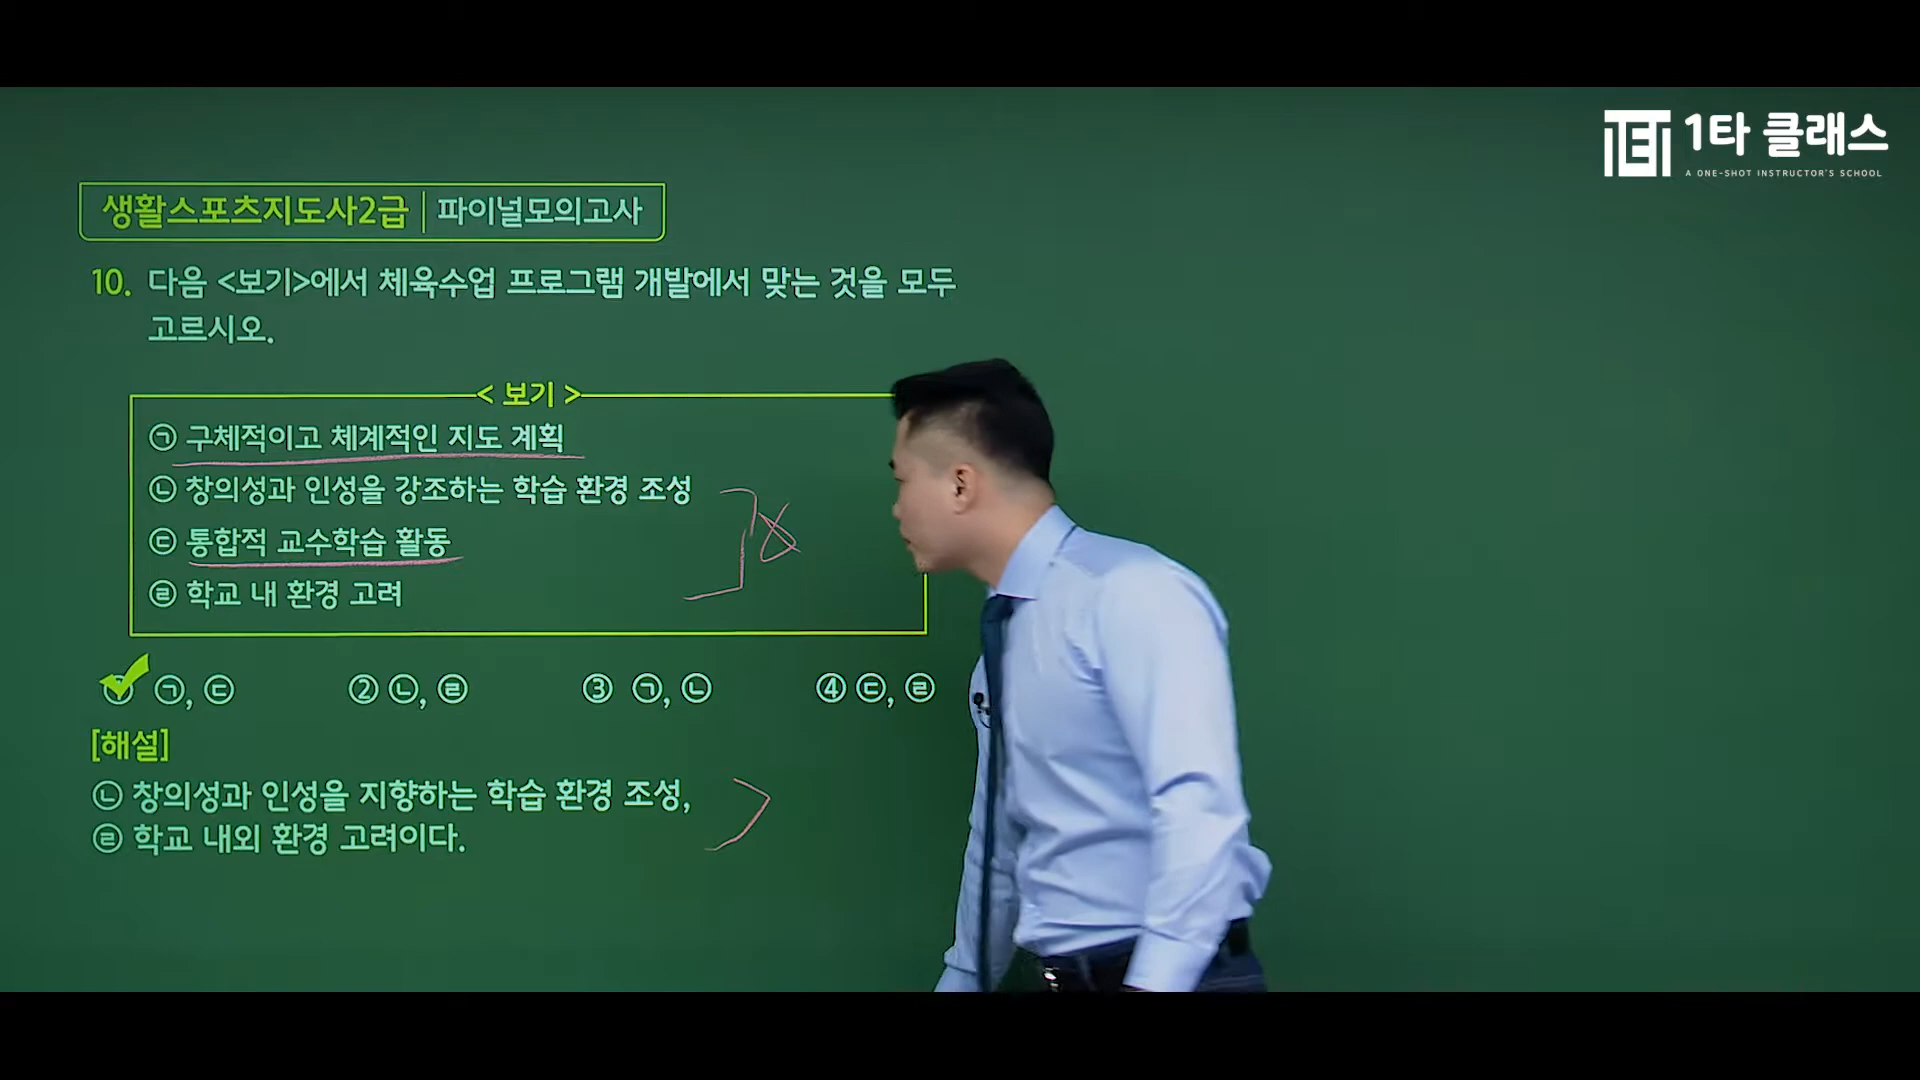 1타 클래스
A ONE-SHOT INSTRUCTOR'S SCHOOL
생활스포츠지도사2급 | 파이널모의고사
10. 다음 <보기>에서 체육수업 프로그램 개발에서 맞는 것을 모두
고르시오.
< 보기 >
㉠ 구체적이고 체계적인 지도 계획
㉡ 창의성과 인성을 강조하는 학습 환경 조성
㉢ 통합적 교수학습 활동
㉣ 학교 내 환경 고려
① ㉠, ㉢ ② ㉡, ㉣ ③ ㉠, ㉡ ④ ㉢, ㉣
[해설]
㉡ 창의성과 인성을 지향하는 학습 환경 조성,
㉣ 학교 내외 환경 고려이다.